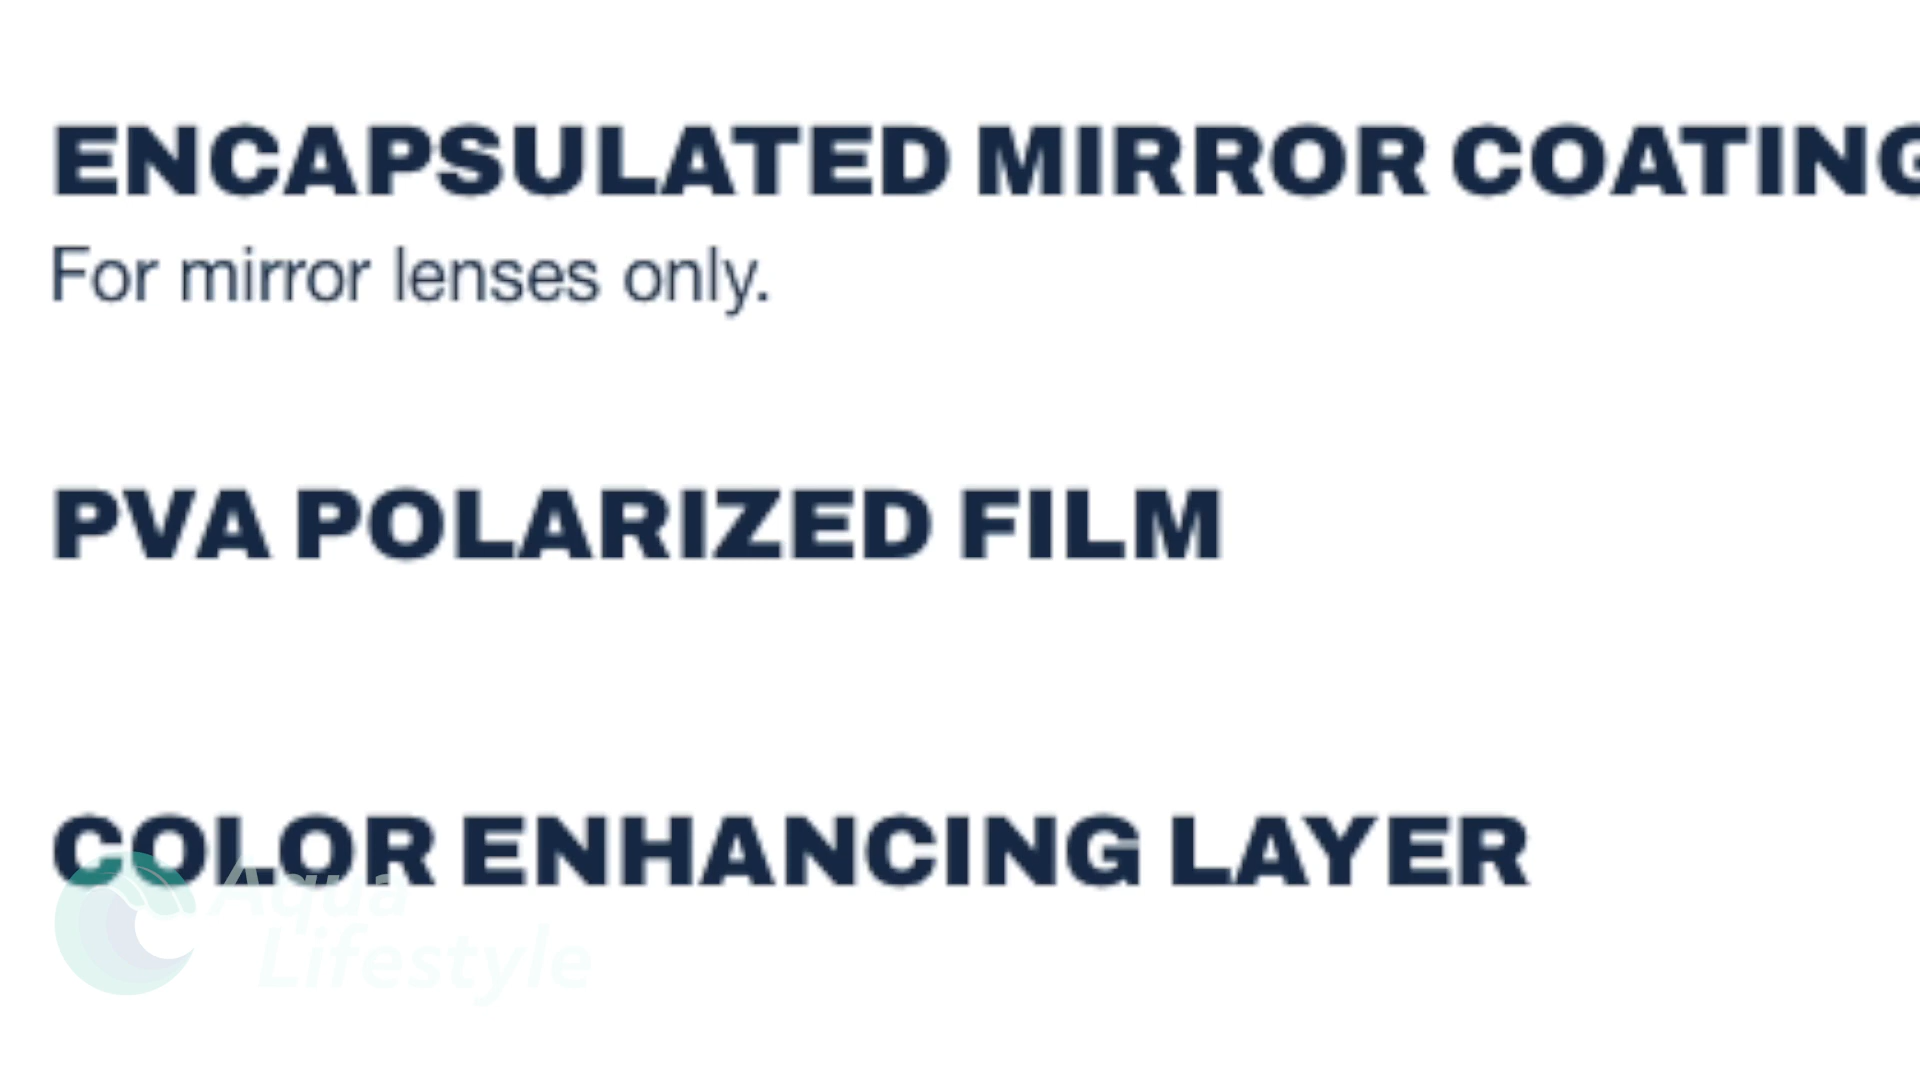 ENCAPSULATED MIRROR COATING
For mirror lenses only.
PVA POLARIZED FILM
COLOR ENHANCING LAYER
Aqua
Lifestyle